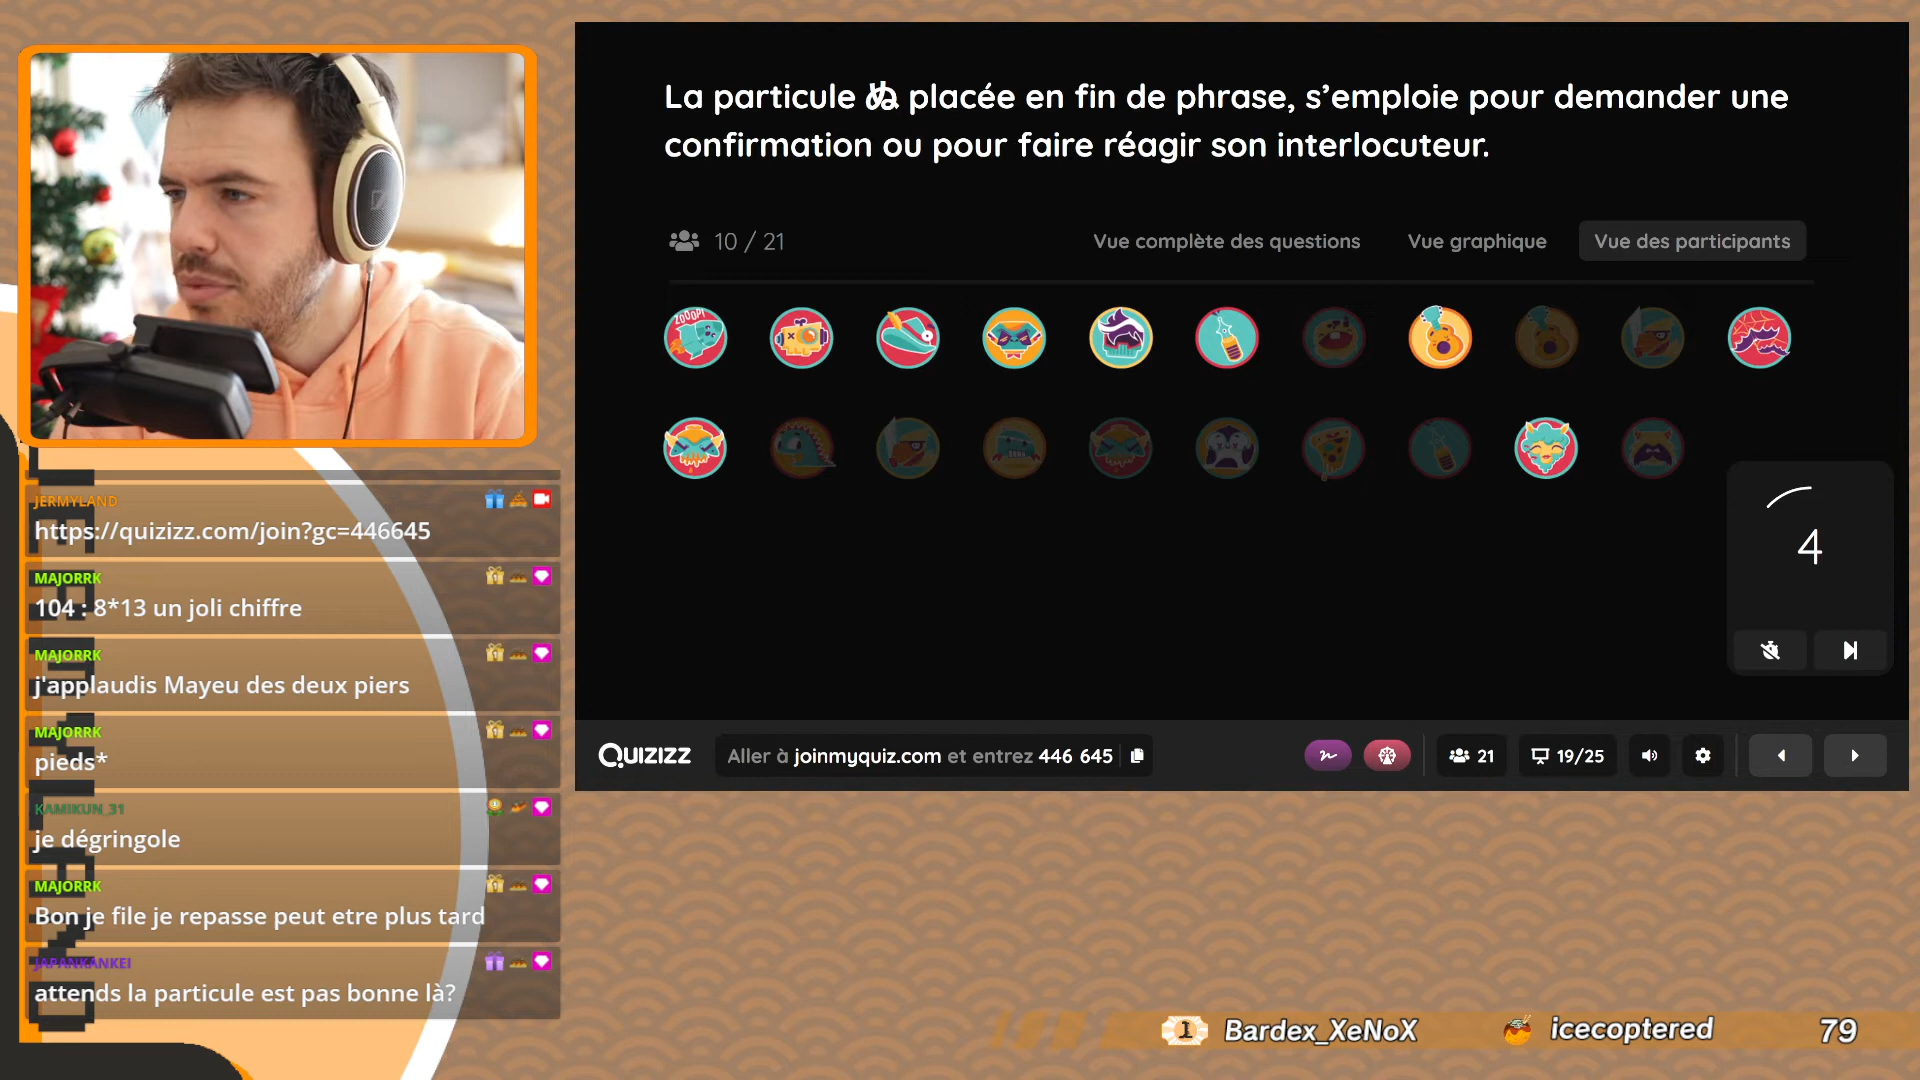 La particule ぬ placée en fin de phrase, s’emploie pour demander une
confirmation ou pour faire réagir son interlocuteur.
10 / 21
Vue complète des questions
Vue graphique
Vue des participants
ZOOOP!
4
QUIZIZZ
Aller à joinmyquiz.com et entrez 446 645
21
19/25
JERMYLAND
https://quizizz.com/join?gc=446645
MAJORRK
104 : 8*13 un joli chiffre
MAJORRK
j'applaudis Mayeu des deux piers
MAJORRK
pieds*
KAMIKUN_31
je dégringole
MAJORRK
Bon je file je repasse peut etre plus tard
JAPANKANKEI
attends la particule est pas bonne là?
1
Bardex_XeNoX
icecoptered
79